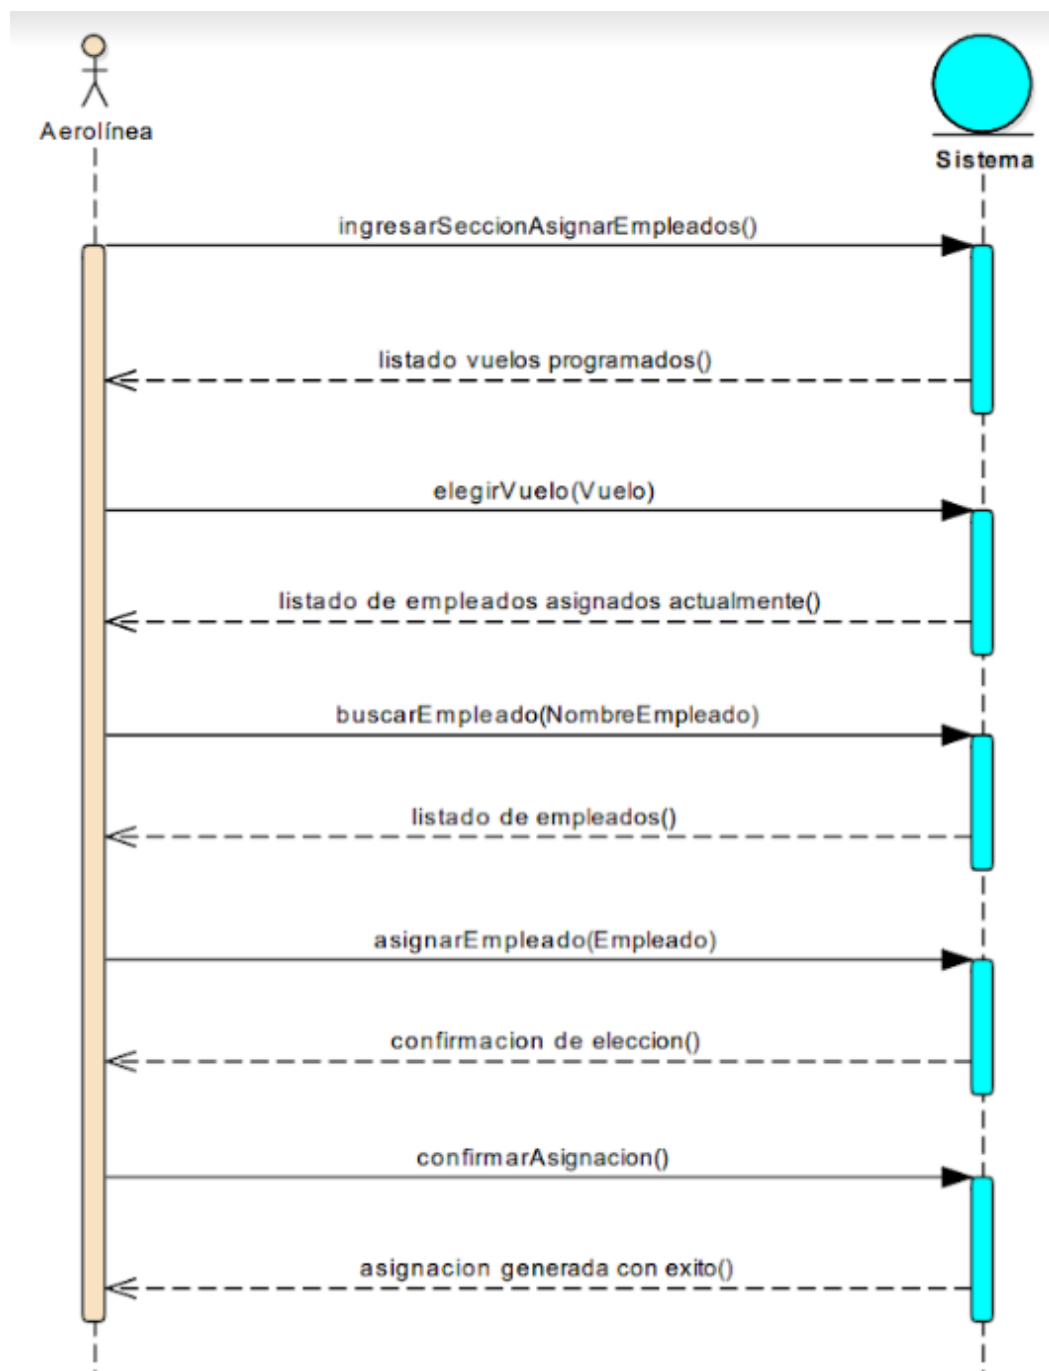 Aerolínea
Sistema
ingresarSeccionAsignarEmpleados()
listado vuelos programados()
elegirVuelo(Vuelo)
listado de empleados asignados actualmente()
buscarEmpleado(NombreEmpleado)
listado de empleados()
asignarEmpleado(Empleado)
confirmacion de eleccion()
confirmarAsignacion()
asignacion generada con exito()